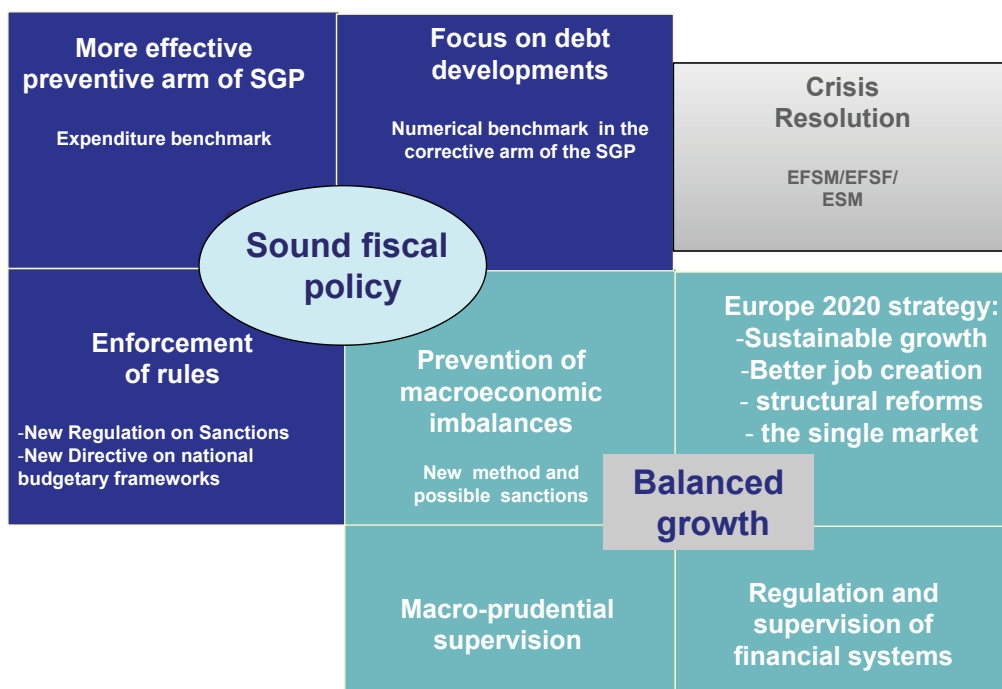 More effective
preventive arm of SGP
Expenditure benchmark
Focus on debt
developments
Numerical benchmark in the
corrective arm of the SGP
Crisis
Resolution
EFSM/EFSF/
ESM
Sound fiscal
policy
Enforcement
of rules
-New Regulation on Sanctions
-New Directive on national
budgetary frameworks
Prevention of
macroeconomic
imbalances
New method and
possible sanctions
Europe 2020 strategy:
-Sustainable growth
-Better job creation
- structural reforms
- the single market
Balanced
growth
Macro-prudential
supervision
Regulation and
supervision of
financial systems